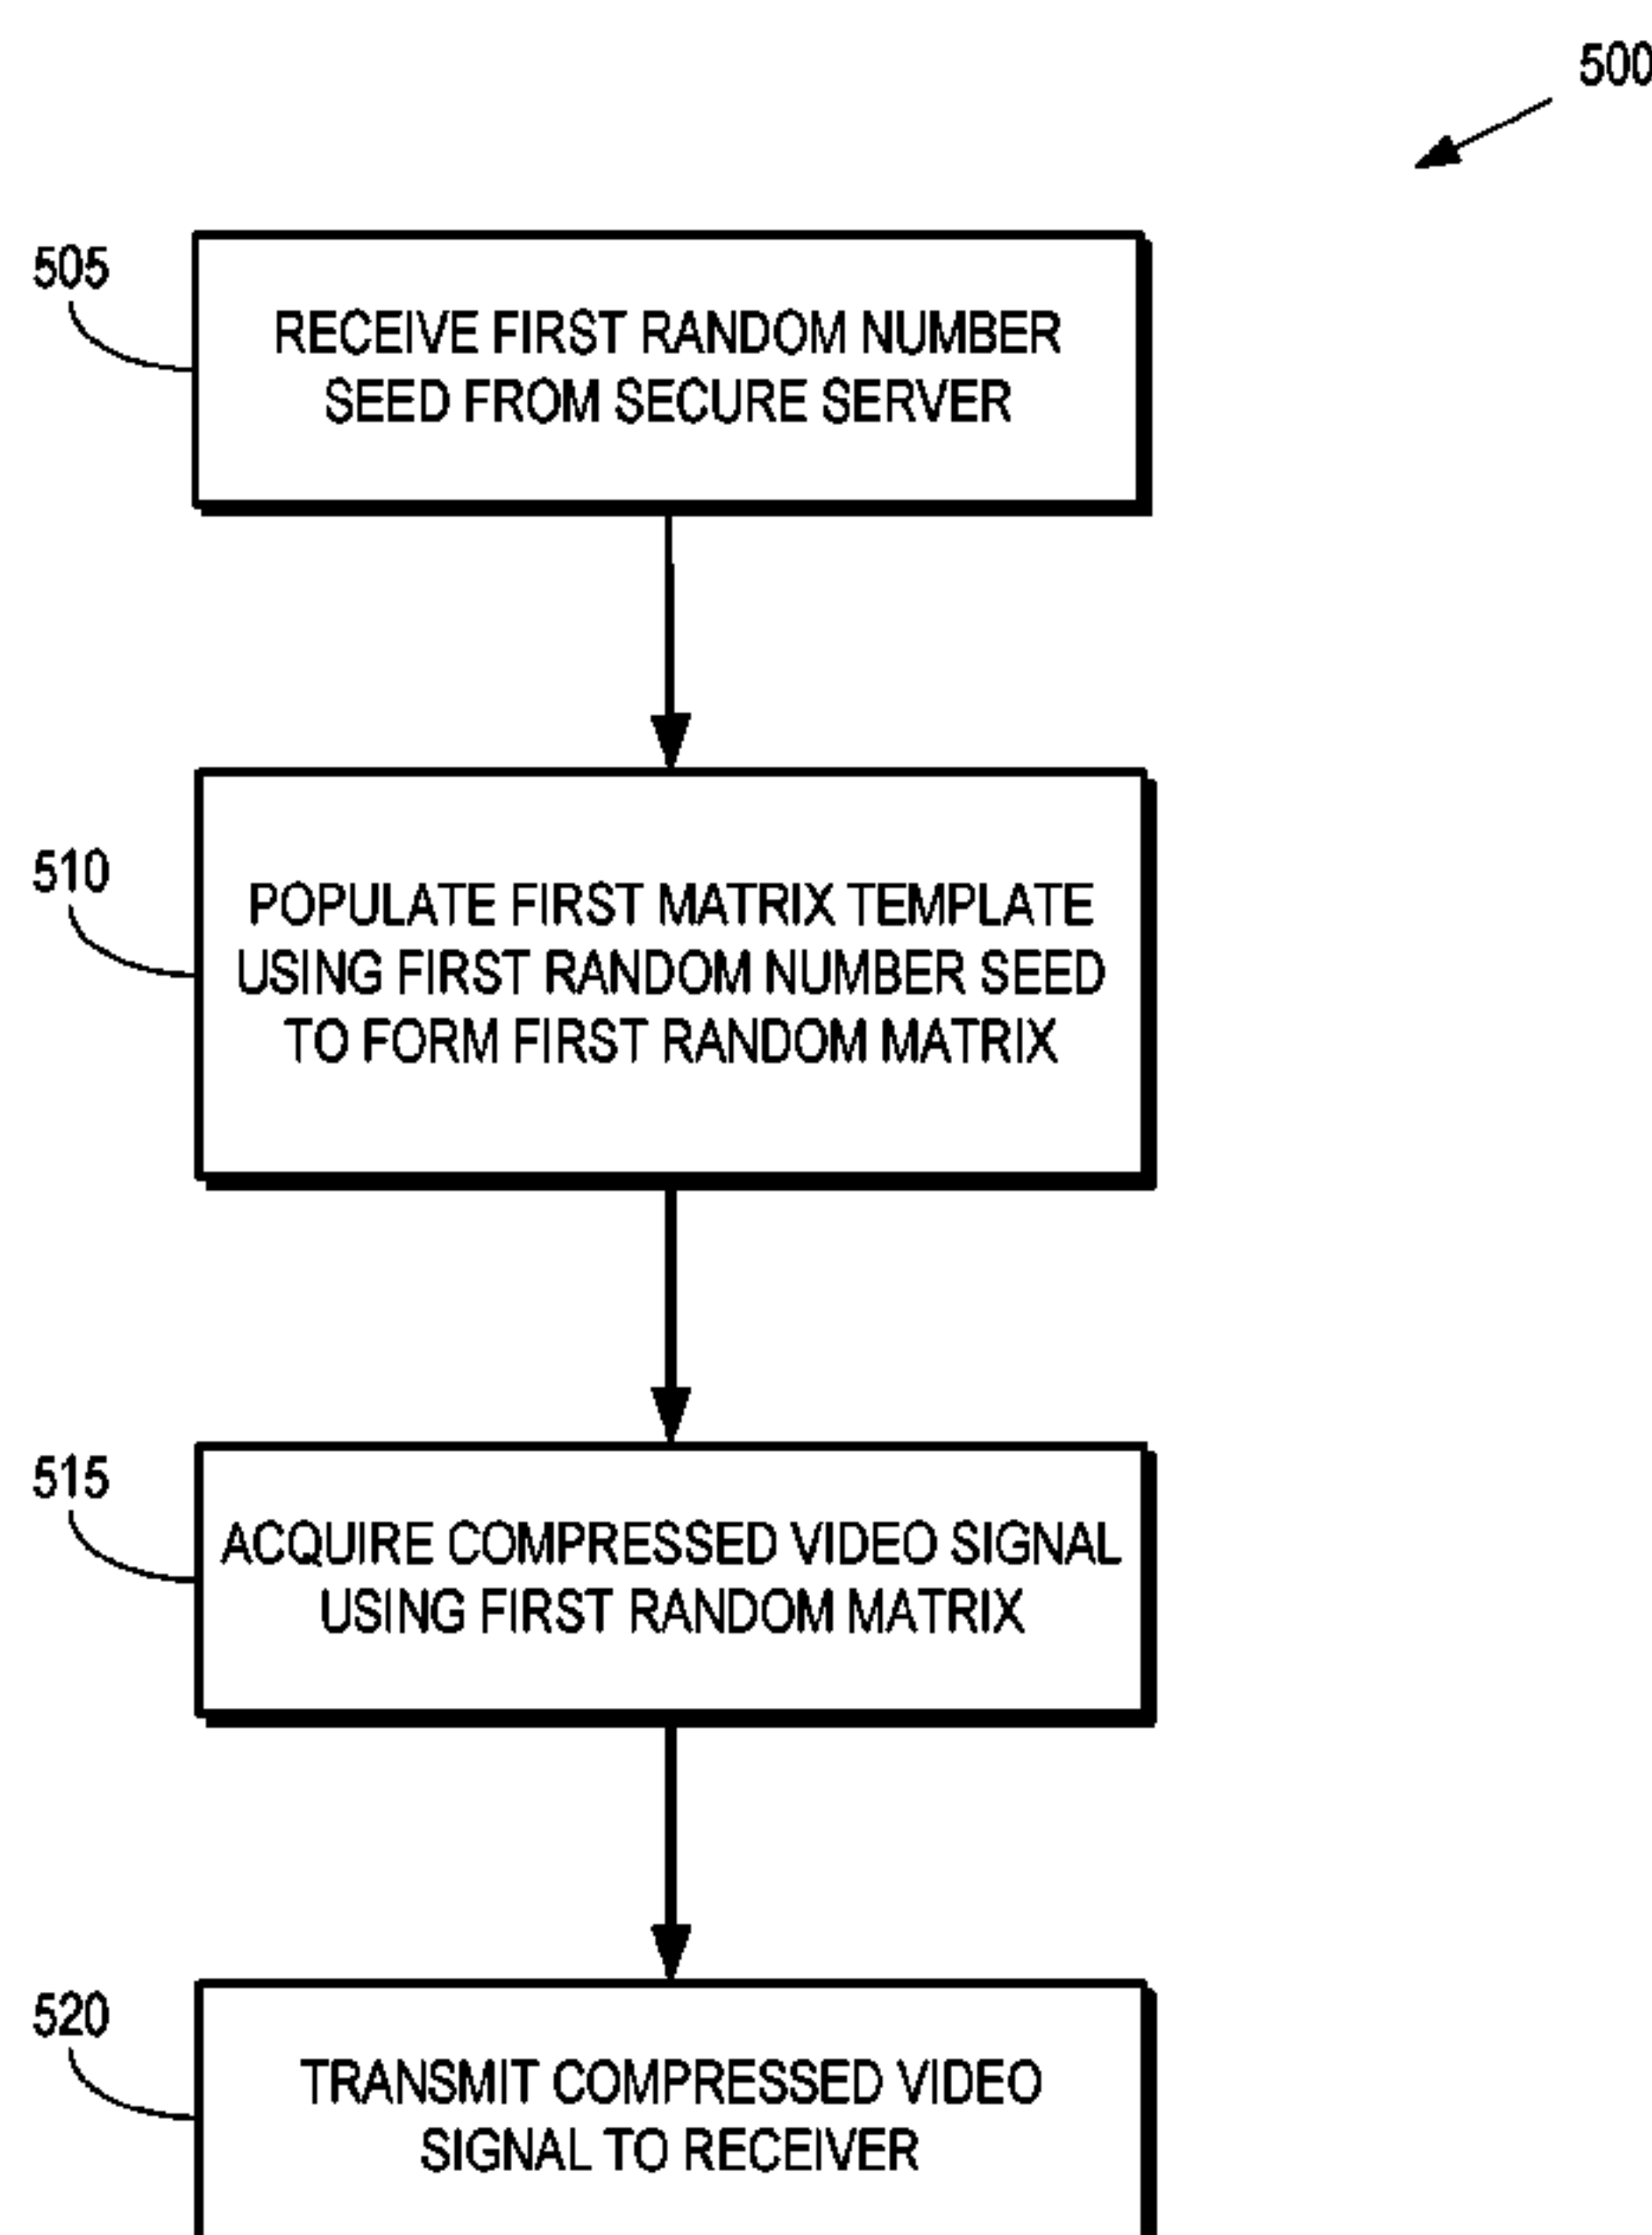 500
505
RECEIVE FIRST RANDOM NUMBER
SEED FROM SECURE SERVER
510
POPULATE FIRST MATRIX TEMPLATE
USING FIRST RANDOM NUMBER SEED
TO FORM FIRST RANDOM MATRIX
515
ACQUIRE COMPRESSED VIDEO SIGNAL
USING FIRST RANDOM MATRIX
520
TRANSMIT COMPRESSED VIDEO
SIGNAL TO RECEIVER